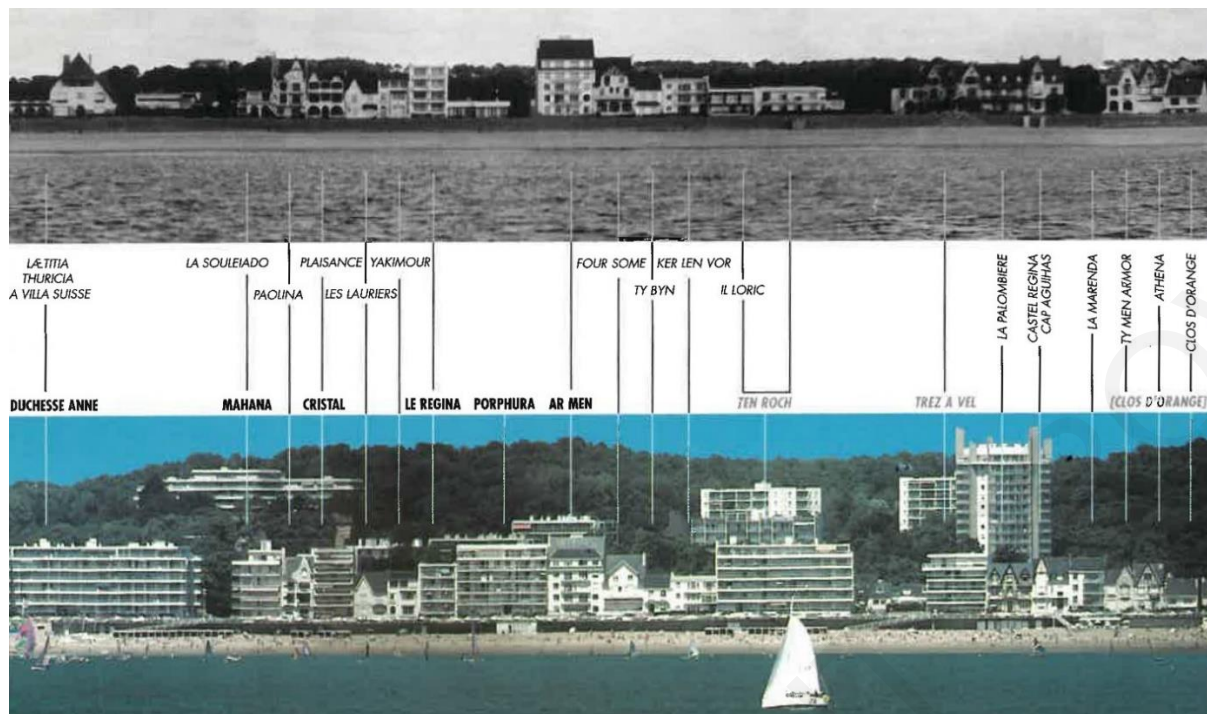 LÆTITIA
THURICIA
A VILLA SUISSE
LA SOULEIADO
PAOLINA
PLAISANCE
LES LAURIERS
YAKIMOUR
FOUR SOME
TY BYN
KER LEN VOR
IL LORIC
LA PALOMBIERE
CASTEL REGINA
CAP AGUIHAS
LA MARENDA
TY MEN ARMOR
ATHENA
CLOS D'ORANGE
DUCHESSE ANNE
MAHANA
CRISTAL
LE REGINA
PORPHURA
AR MEN
TEN ROCH
TREZ A VEL
(CLOS D'ORANGE)